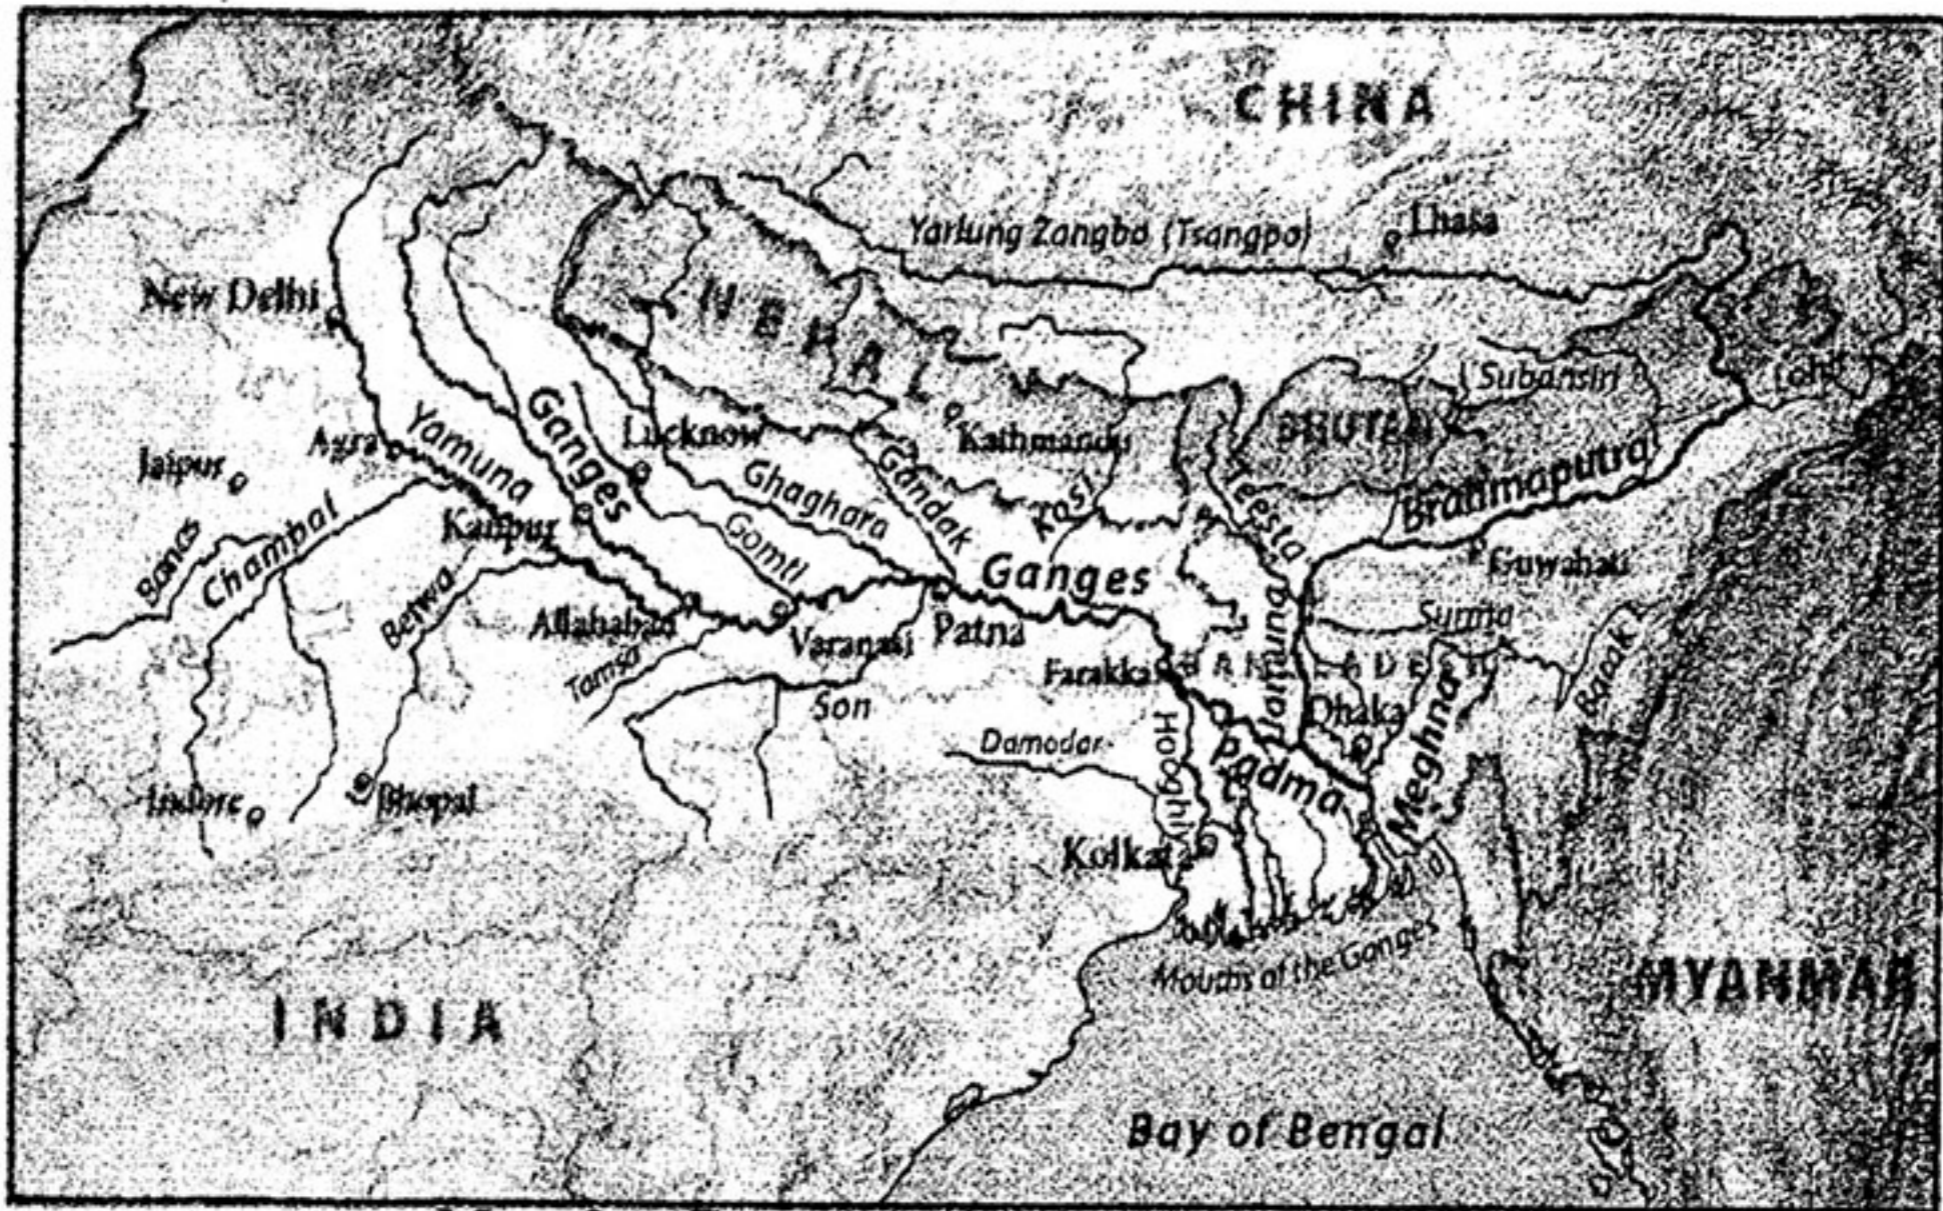 CHINA
Yarlung Zangbo (Tsangpo)
Lhasa
New Delhi
NEPAL
Subansiri
Lohit
Ganges
Lucknow
BHUTAN
Agra
Yamuna
Kathmandu
Brahmaputra
Jaipur
Ghaghara
Gandak
Kosi
Teesta
Kanpur
Gomti
Banas
Chambal
Ganges
Guwahati
Betwa
Allahabad
Varanasi
Patna
Surma
Tamsa
Farakka
BANGLADESH
Jamuna
Barak
Son
Dhaka
Hooghly
Damodar
Padma
Meghna
Indore
Bhopal
Kolkata
Mouths of the Ganges
INDIA
MYANMAR
Bay of Bengal